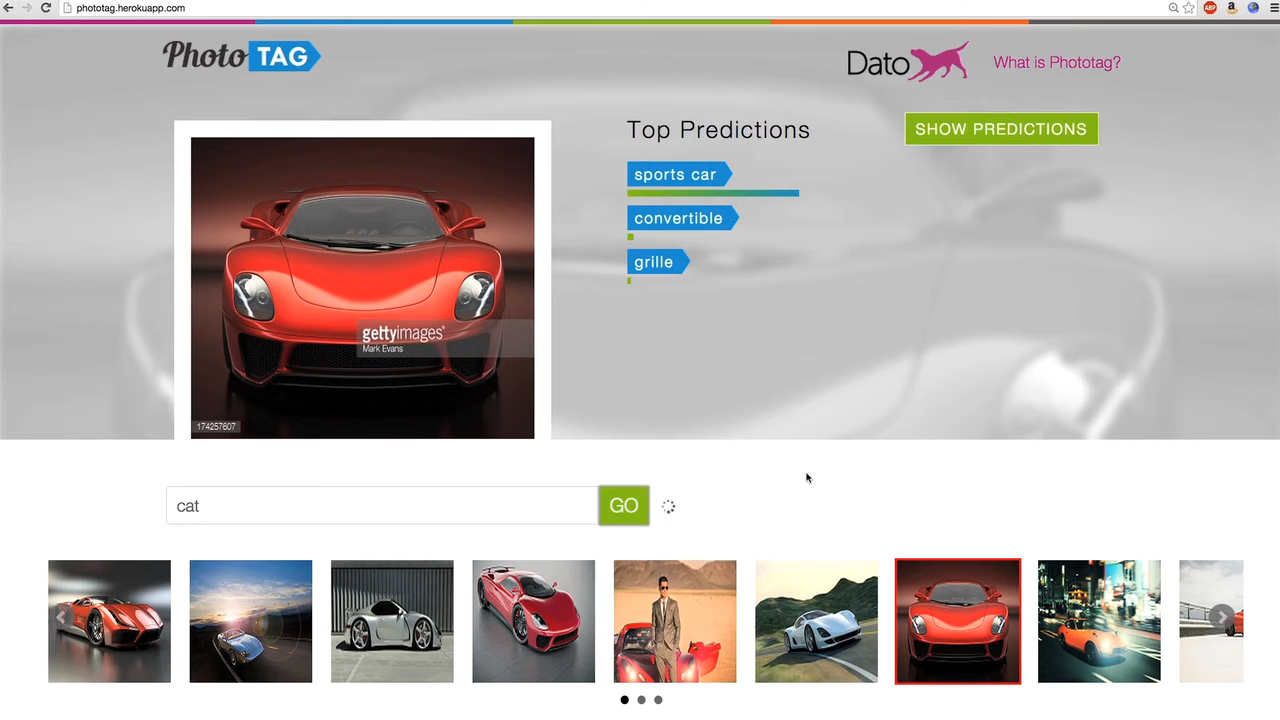 phototag.herokuapp.com
ABP
Photo TAG
Dato
What is Phototag?
Top Predictions
SHOW PREDICTIONS
sports car
convertible
grille
gettyimages®
Mark Evans
174257607
cat
GO